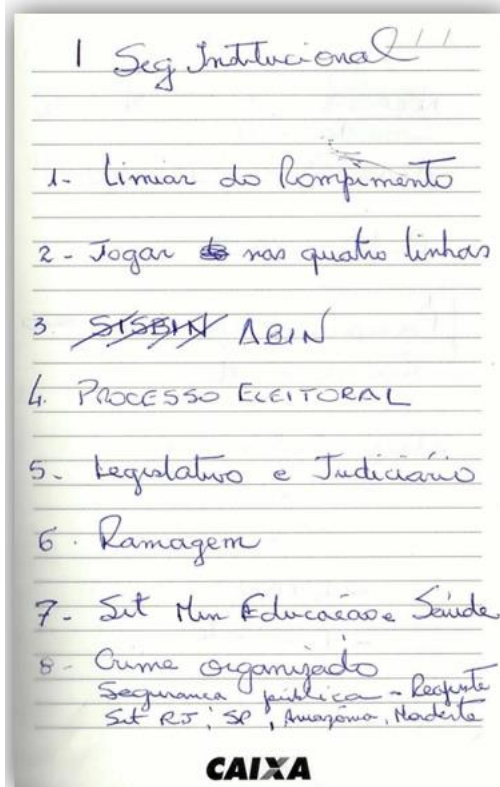 1 Seg Institucional / /
1- Limiar do Rompimento
2 - Jogar nas quatro linhas
3. SISBIN ABIN
4. PROCESSO ELEITORAL
5- Legislativo e Judiciário
6. Ramagem
7- Sit Min Educação e Saúde
8- Crime organizado
Segurança pública - Reajuste
Sit RJ, SP, Amazônia, Nordeste
CAIXA